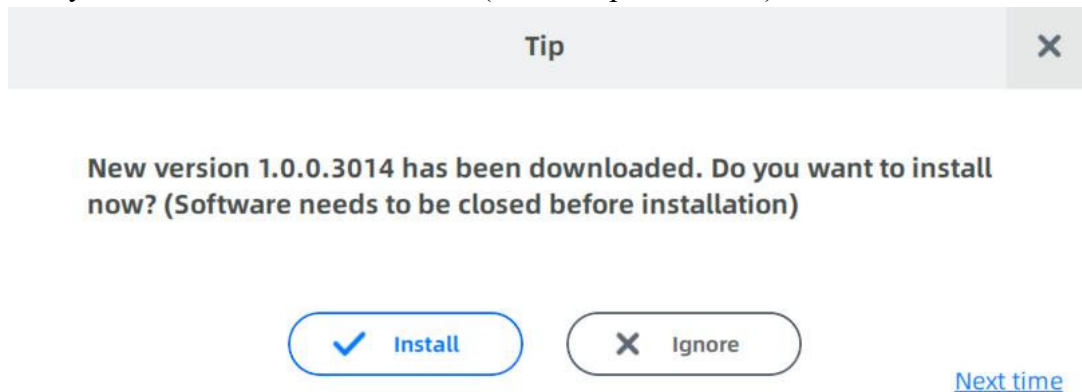 Tip
New version 1.0.0.3014 has been downloaded. Do you want to install
now? (Software needs to be closed before installation)
Install
Ignore
Next time